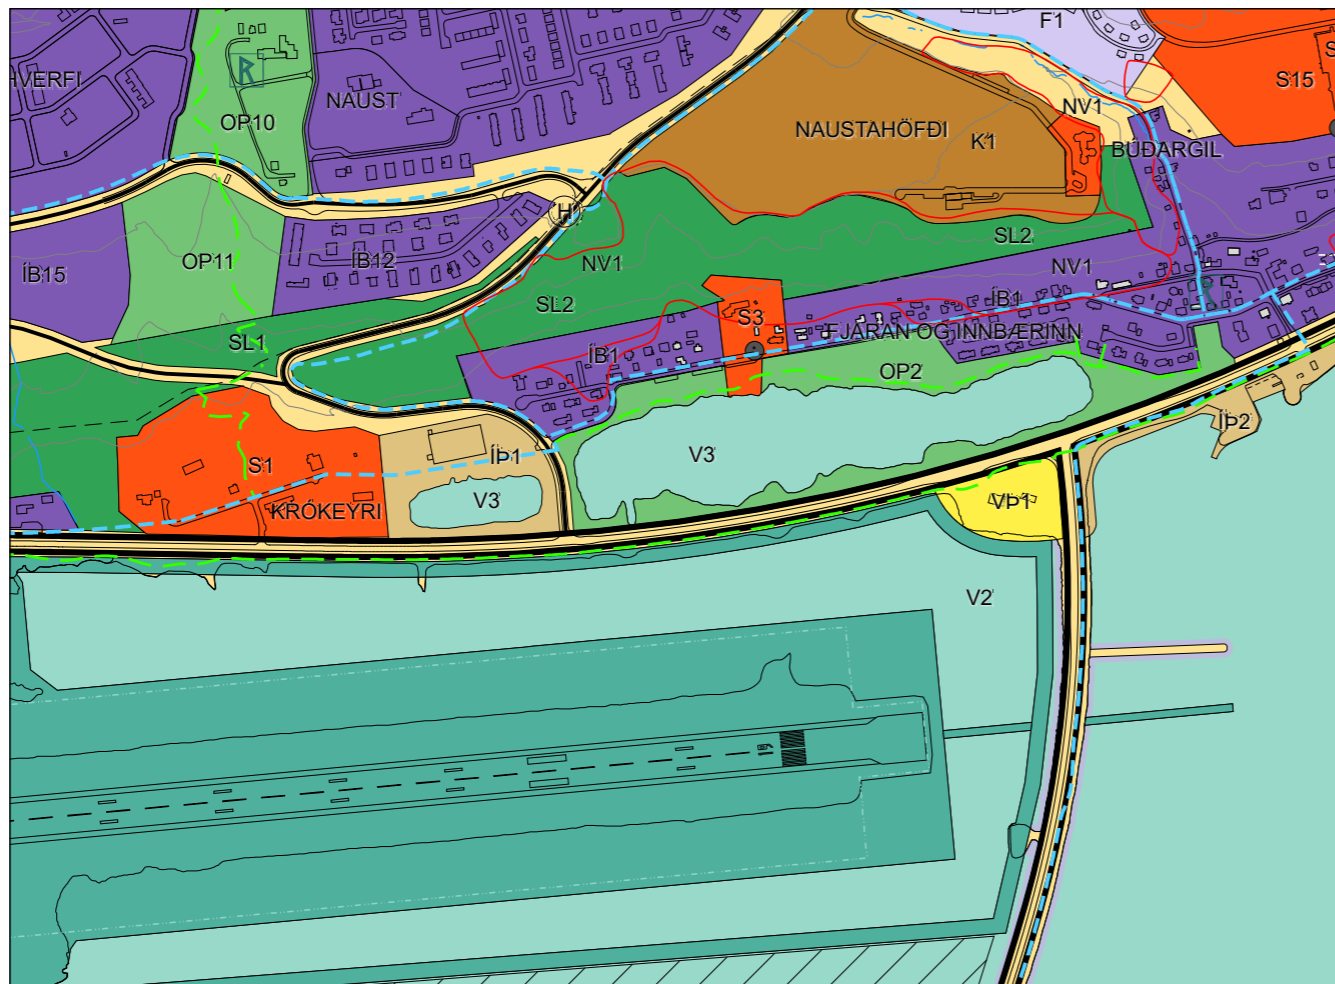 F1
HVERFI
S15
NAUST
NV1
OP10
NAUSTAHÖFÐI
K1
BÚÐARGIL
H
SL2
OP11
ÍB12
ÍB15
NV1
NV1
SL2
ÍB1
S3
FJARAN OG INNBÆRINN
SL1
ÍB1
OP2
ÍÞ2
S1
ÍÞ1
V3
V3
VÞ1
KRÓKEYRI
V2